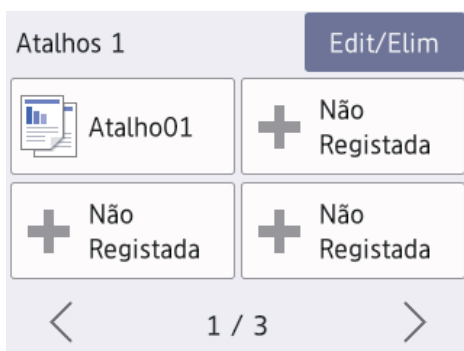 Atalhos 1
Edit/Elim
Atalho01
Não
Registada
Não
Registada
Não
Registada
1 / 3